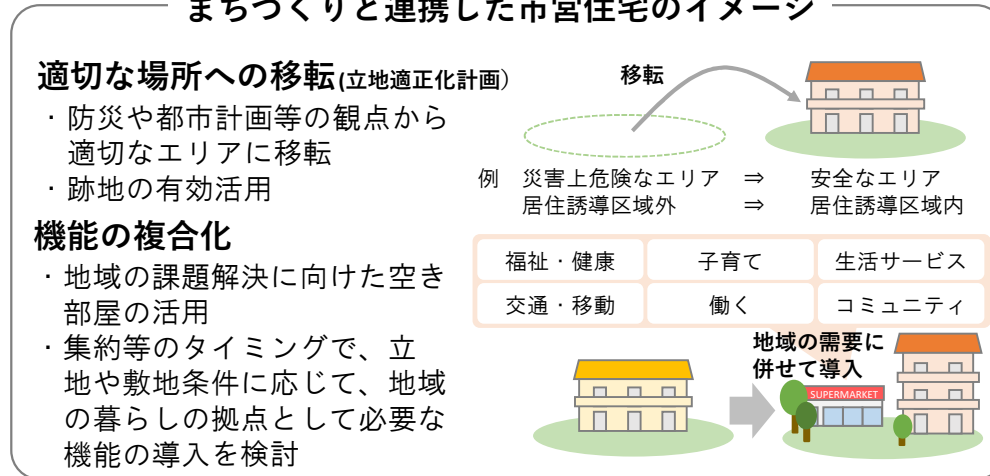 まちづくりと連携した市営住宅のイメージ
適切な場所への移転(立地適正化計画）
・防災や都市計画等の観点から
適切なエリアに移転
・跡地の有効活用
移転
例　災害上危険なエリア　⇒　安全なエリア
居住誘導区域外　⇒　居住誘導区域内
機能の複合化
・地域の課題解決に向けた空き
部屋の活用
・集約等のタイミングで、立
地や敷地条件に応じて、地域
の暮らしの拠点として必要な
機能の導入を検討
福祉・健康　子育て　生活サービス
交通・移動　働く　コミュニティ
地域の需要に
併せて導入
SUPERMARKET